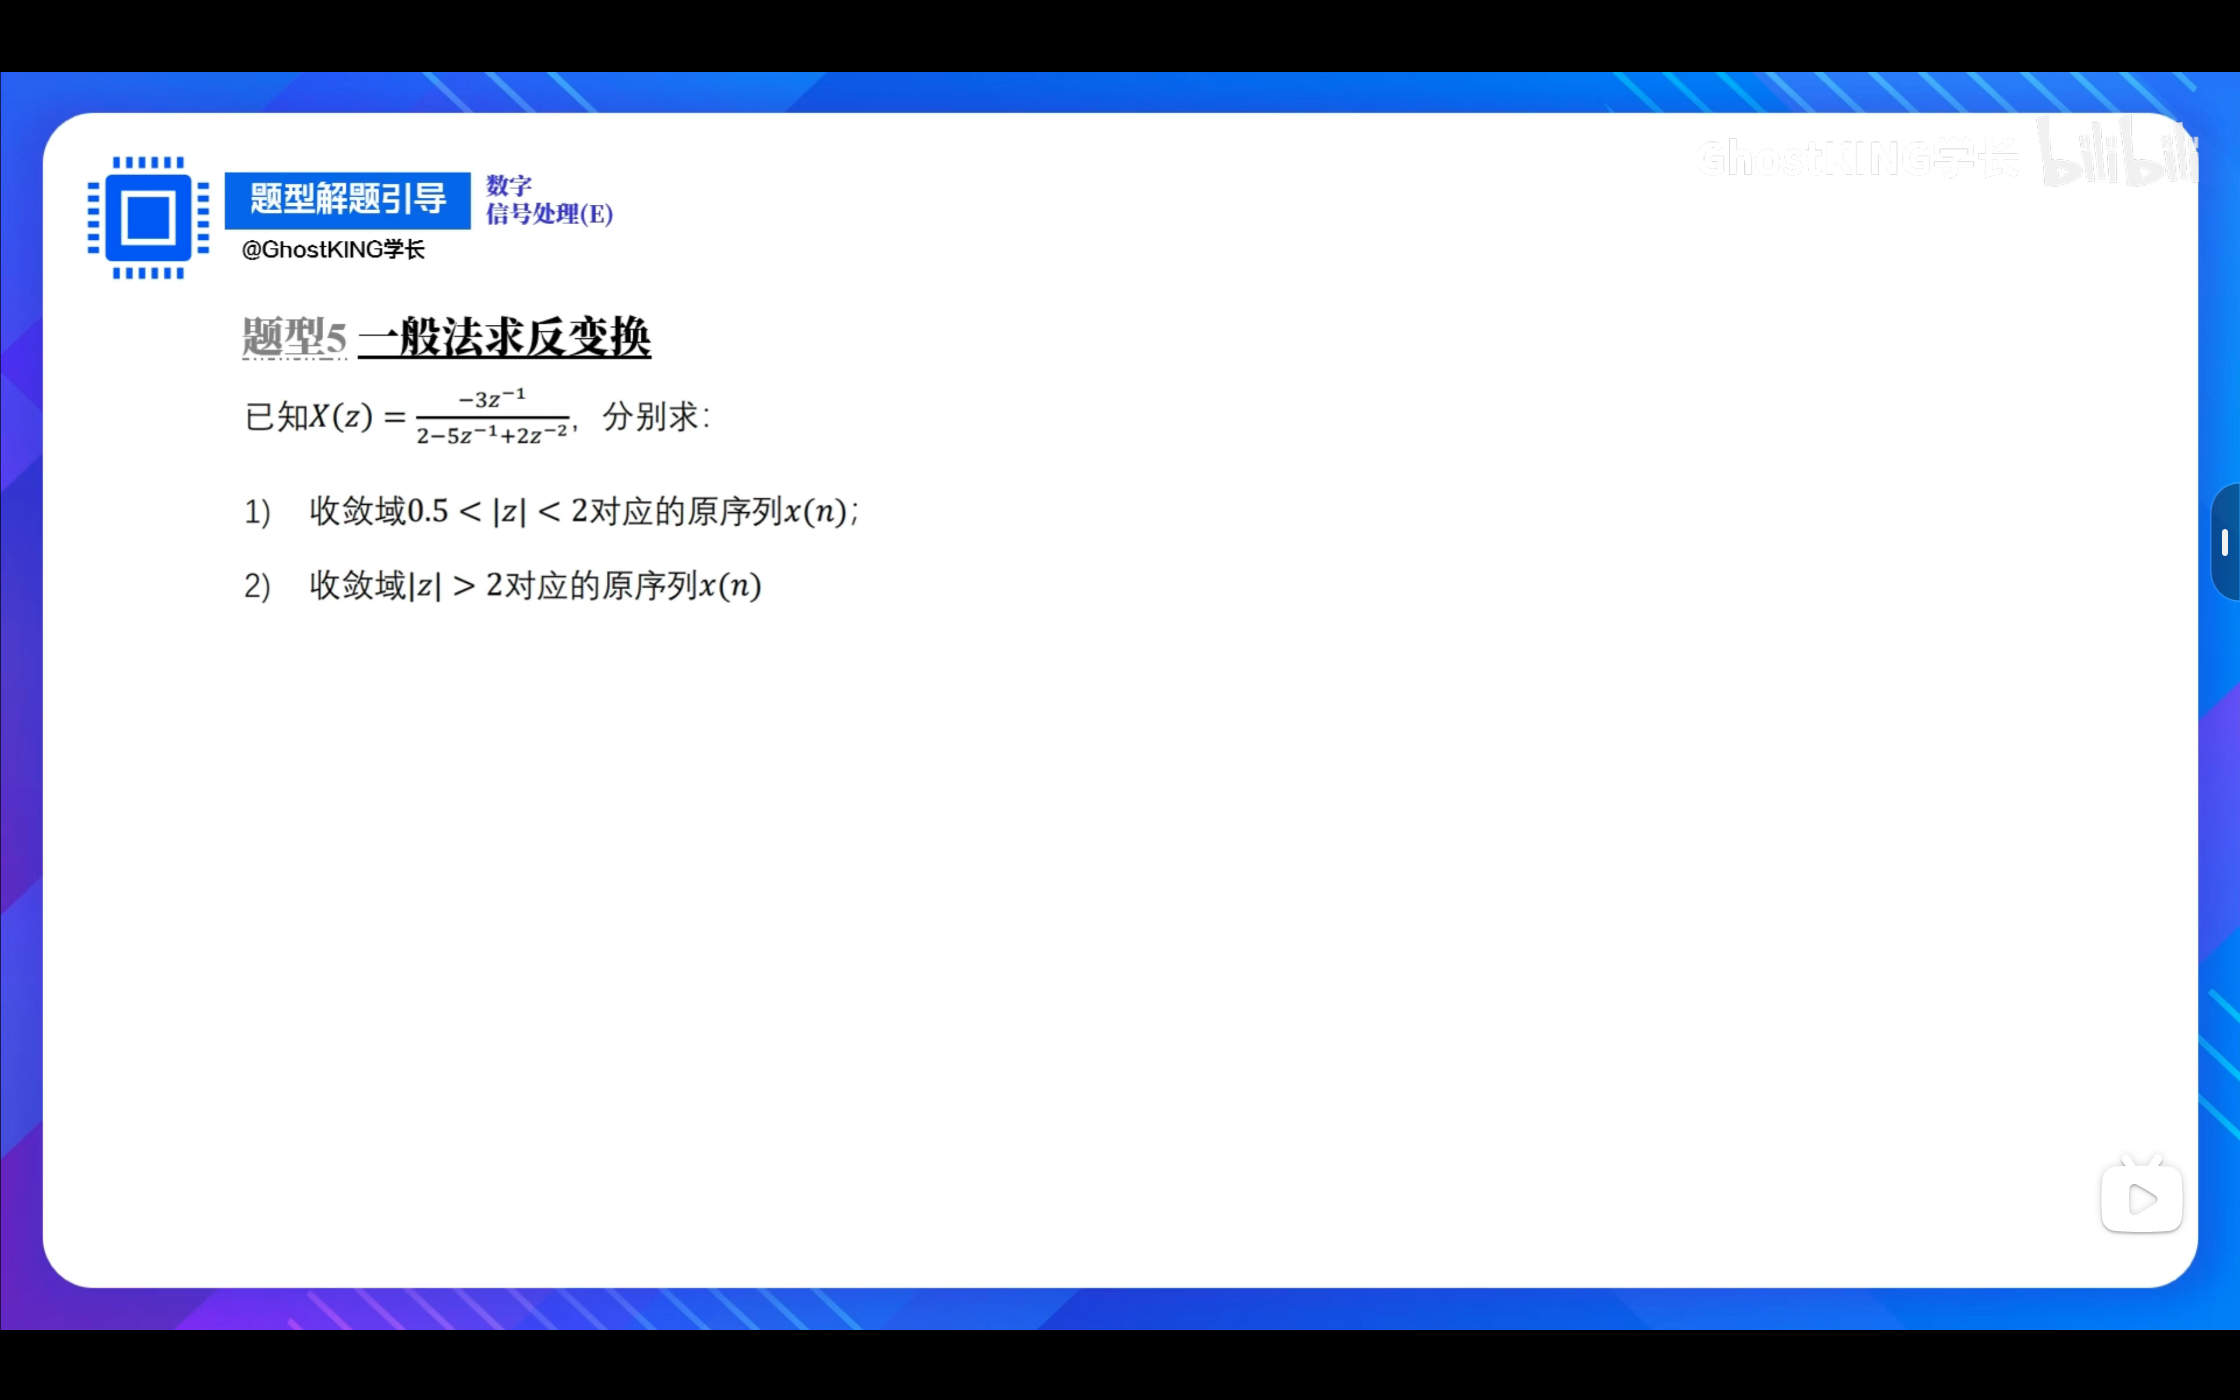 GhostKING学长 bilibili
题型解题引导
数字
信号处理(E)
@GhostKING学长
题型5 一般法求反变换
已知X(z) = \frac{-3z^{-1}}{2-5z^{-1}+2z^{-2}}, 分别求:
1) 收敛域0.5 < |z| < 2对应的原序列x(n);
2) 收敛域|z| > 2对应的原序列x(n)